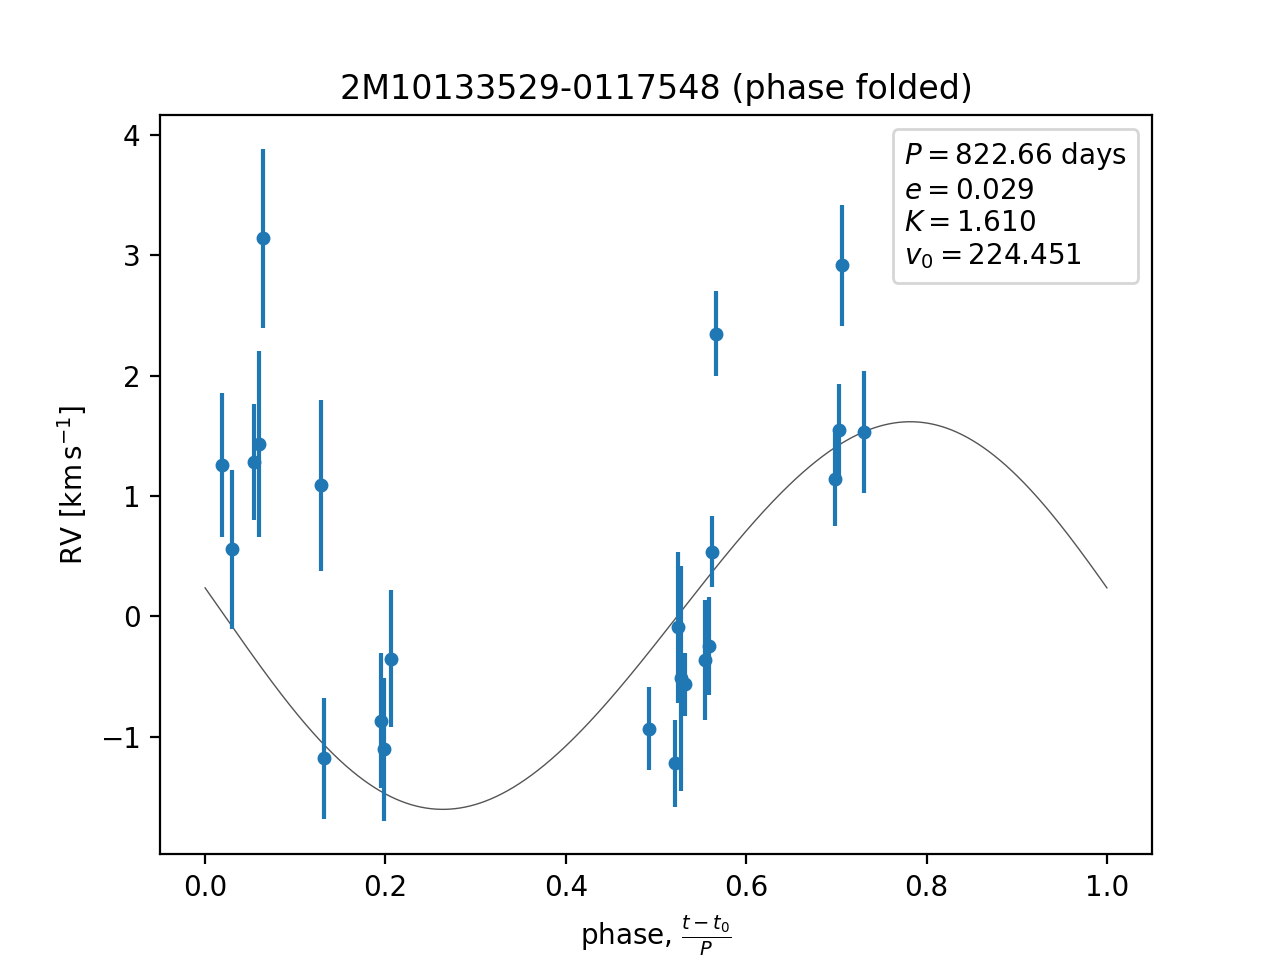 2M10133529-0117548 (phase folded)
P = 822.66 days
e = 0.029
K = 1.610
v₀ = 224.451
4
3
2
1
0
−1
RV [km s⁻¹]
0.0 0.2 0.4 0.6 0.8 1.0
phase, (t − t₀)/P